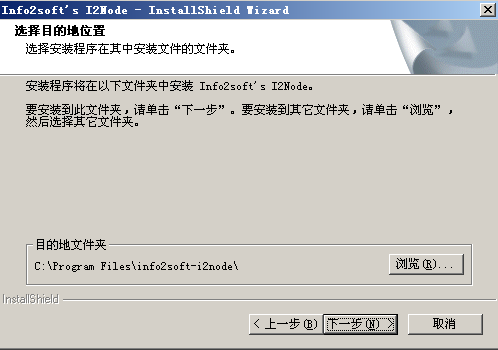 Info2soft's I2Node - InstallShield Wizard
选择目的地位置
选择安装程序在其中安装文件的文件夹。
安装程序将在以下文件夹中安装 Info2soft's I2Node。
要安装到此文件夹，请单击“下一步”。要安装到其它文件夹，请单击“浏览”，
然后选择其它文件夹。
目的地文件夹
C:\Program Files\info2soft-i2node\
浏览(R)...
InstallShield
< 上一步(B)
下一步(N) >
取消